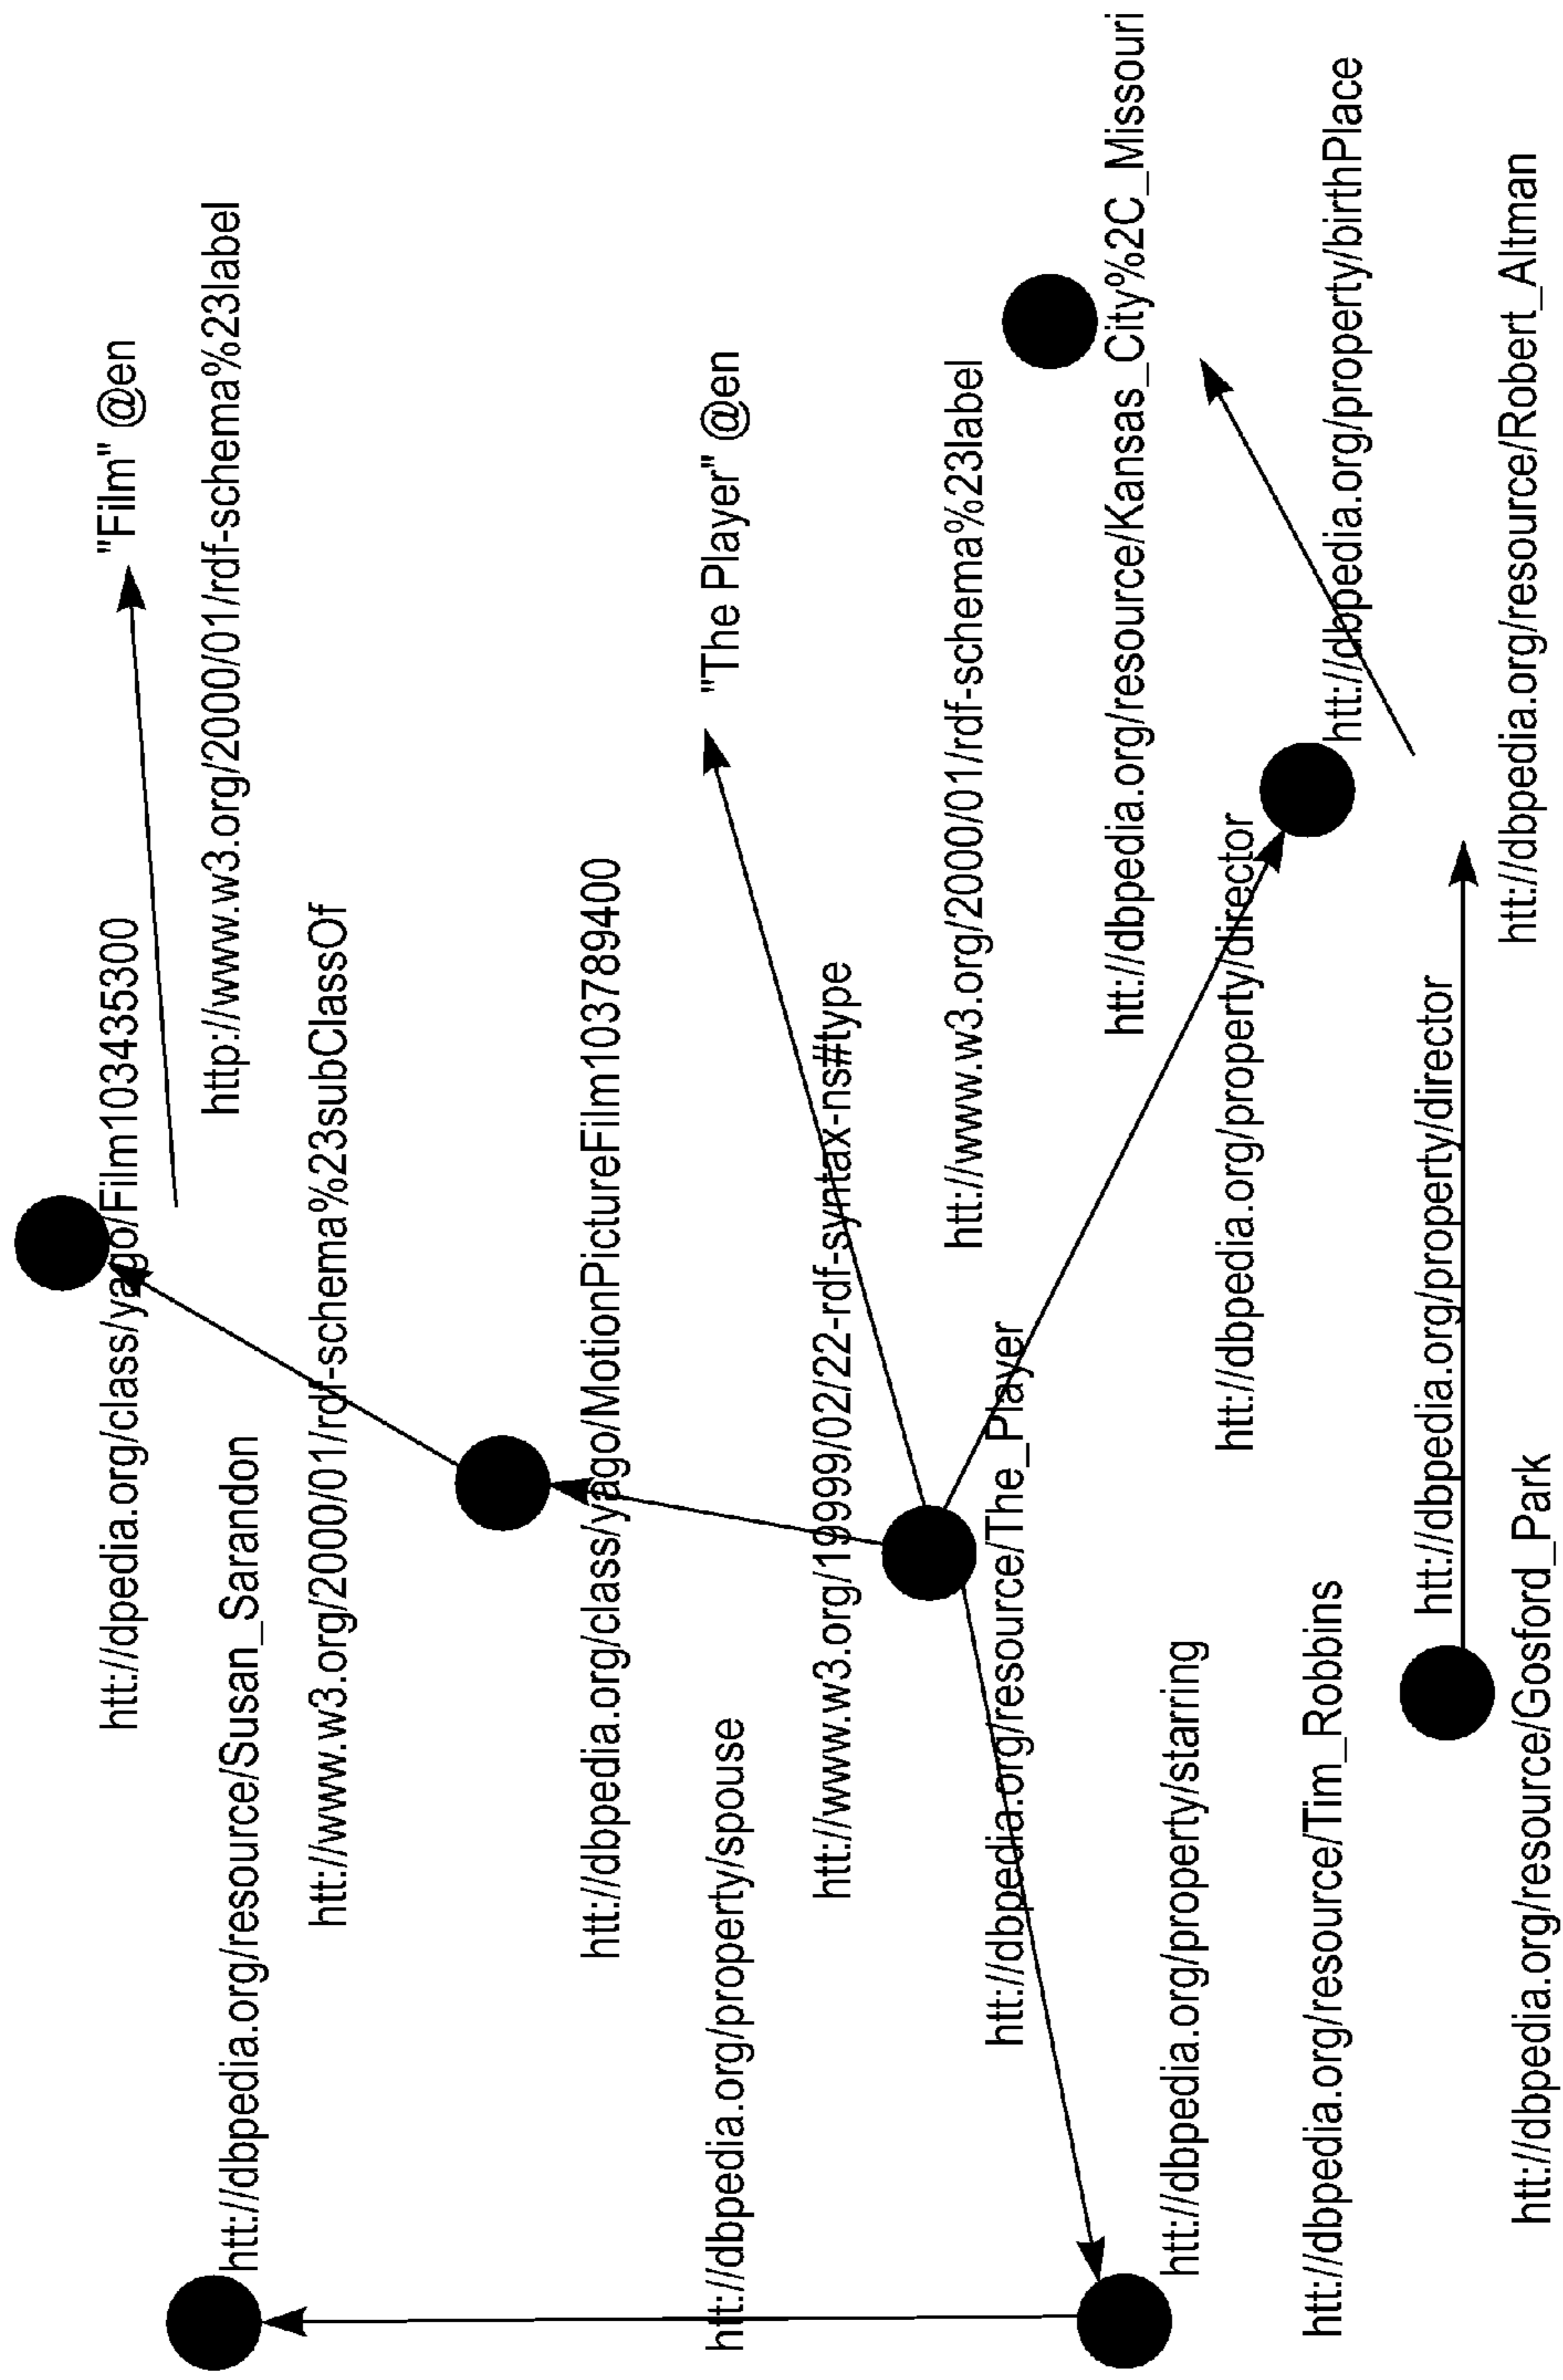 htt://dpedia.org/class/yago/Film103435300
"Film" @en
htt://dbpedia.org/resource/Susan_Sarandon
http://www.w3.org/2000/01/rdf-schema%23label
htt://www.w3.org/2000/01/rdf-schema%23subClassOf
htt://dbpedia.org/class/yago/MotionPictureFilm103789400
htt://dbpedia.org/property/spouse
"The Player" @en
htt://www.w3.org/19999/02/22-rdf-syntax-ns#type
htt://www.w3.org/2000/01/rdf-schema%23label
htt://dbpedia.org/resource/The_Player
htt://dbpedia.org/resource/Kansas_City%2C_Missouri
htt://dbpedia.org/property/starring
htt://dbpedia.org/property/director
htt://dbpedia.org/resource/Tim_Robbins
htt://dbpedia.org/property/birthPlace
htt://dbpedia.org/property/director
htt://dbpedia.org/resource/Gosford_Park
htt://dbpedia.org/resource/Robert_Altman